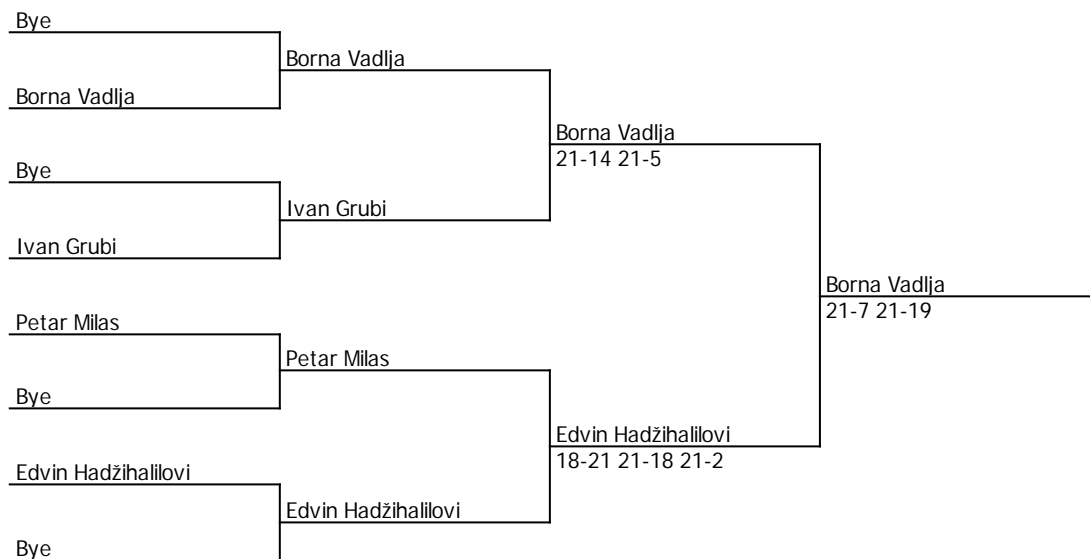 Bye
Borna Vadlja
Borna Vadlja
Borna Vadlja
21-14 21-5
Bye
Ivan Grubi
Ivan Grubi
Borna Vadlja
21-7 21-19
Petar Milas
Petar Milas
Bye
Edvin Hadžihalilovi
18-21 21-18 21-2
Edvin Hadžihalilovi
Edvin Hadžihalilovi
Bye